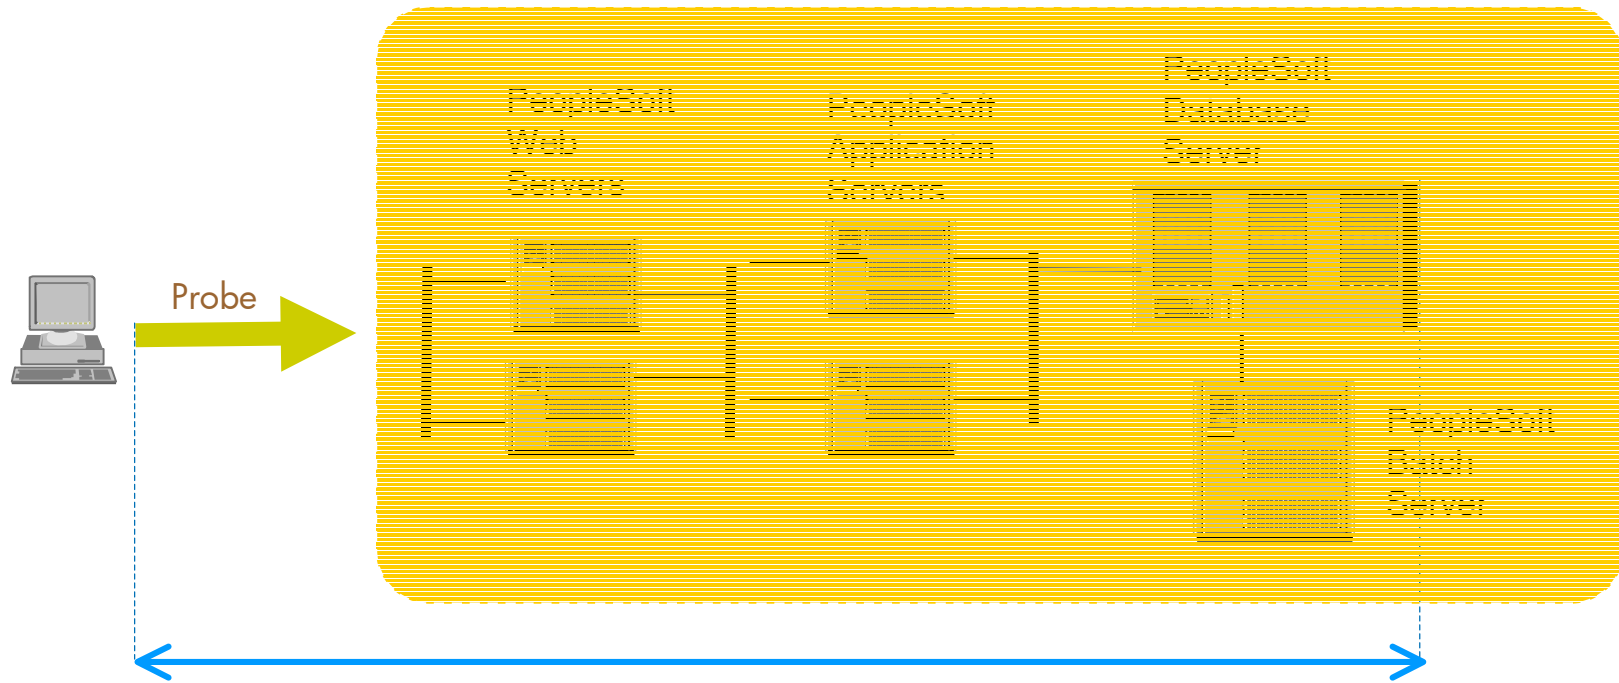 PeopleSoft
Web
Servers
PeopleSoft
Application
Servers
PeopleSoft
Database
Server
Probe
PeopleSoft
Batch
Server